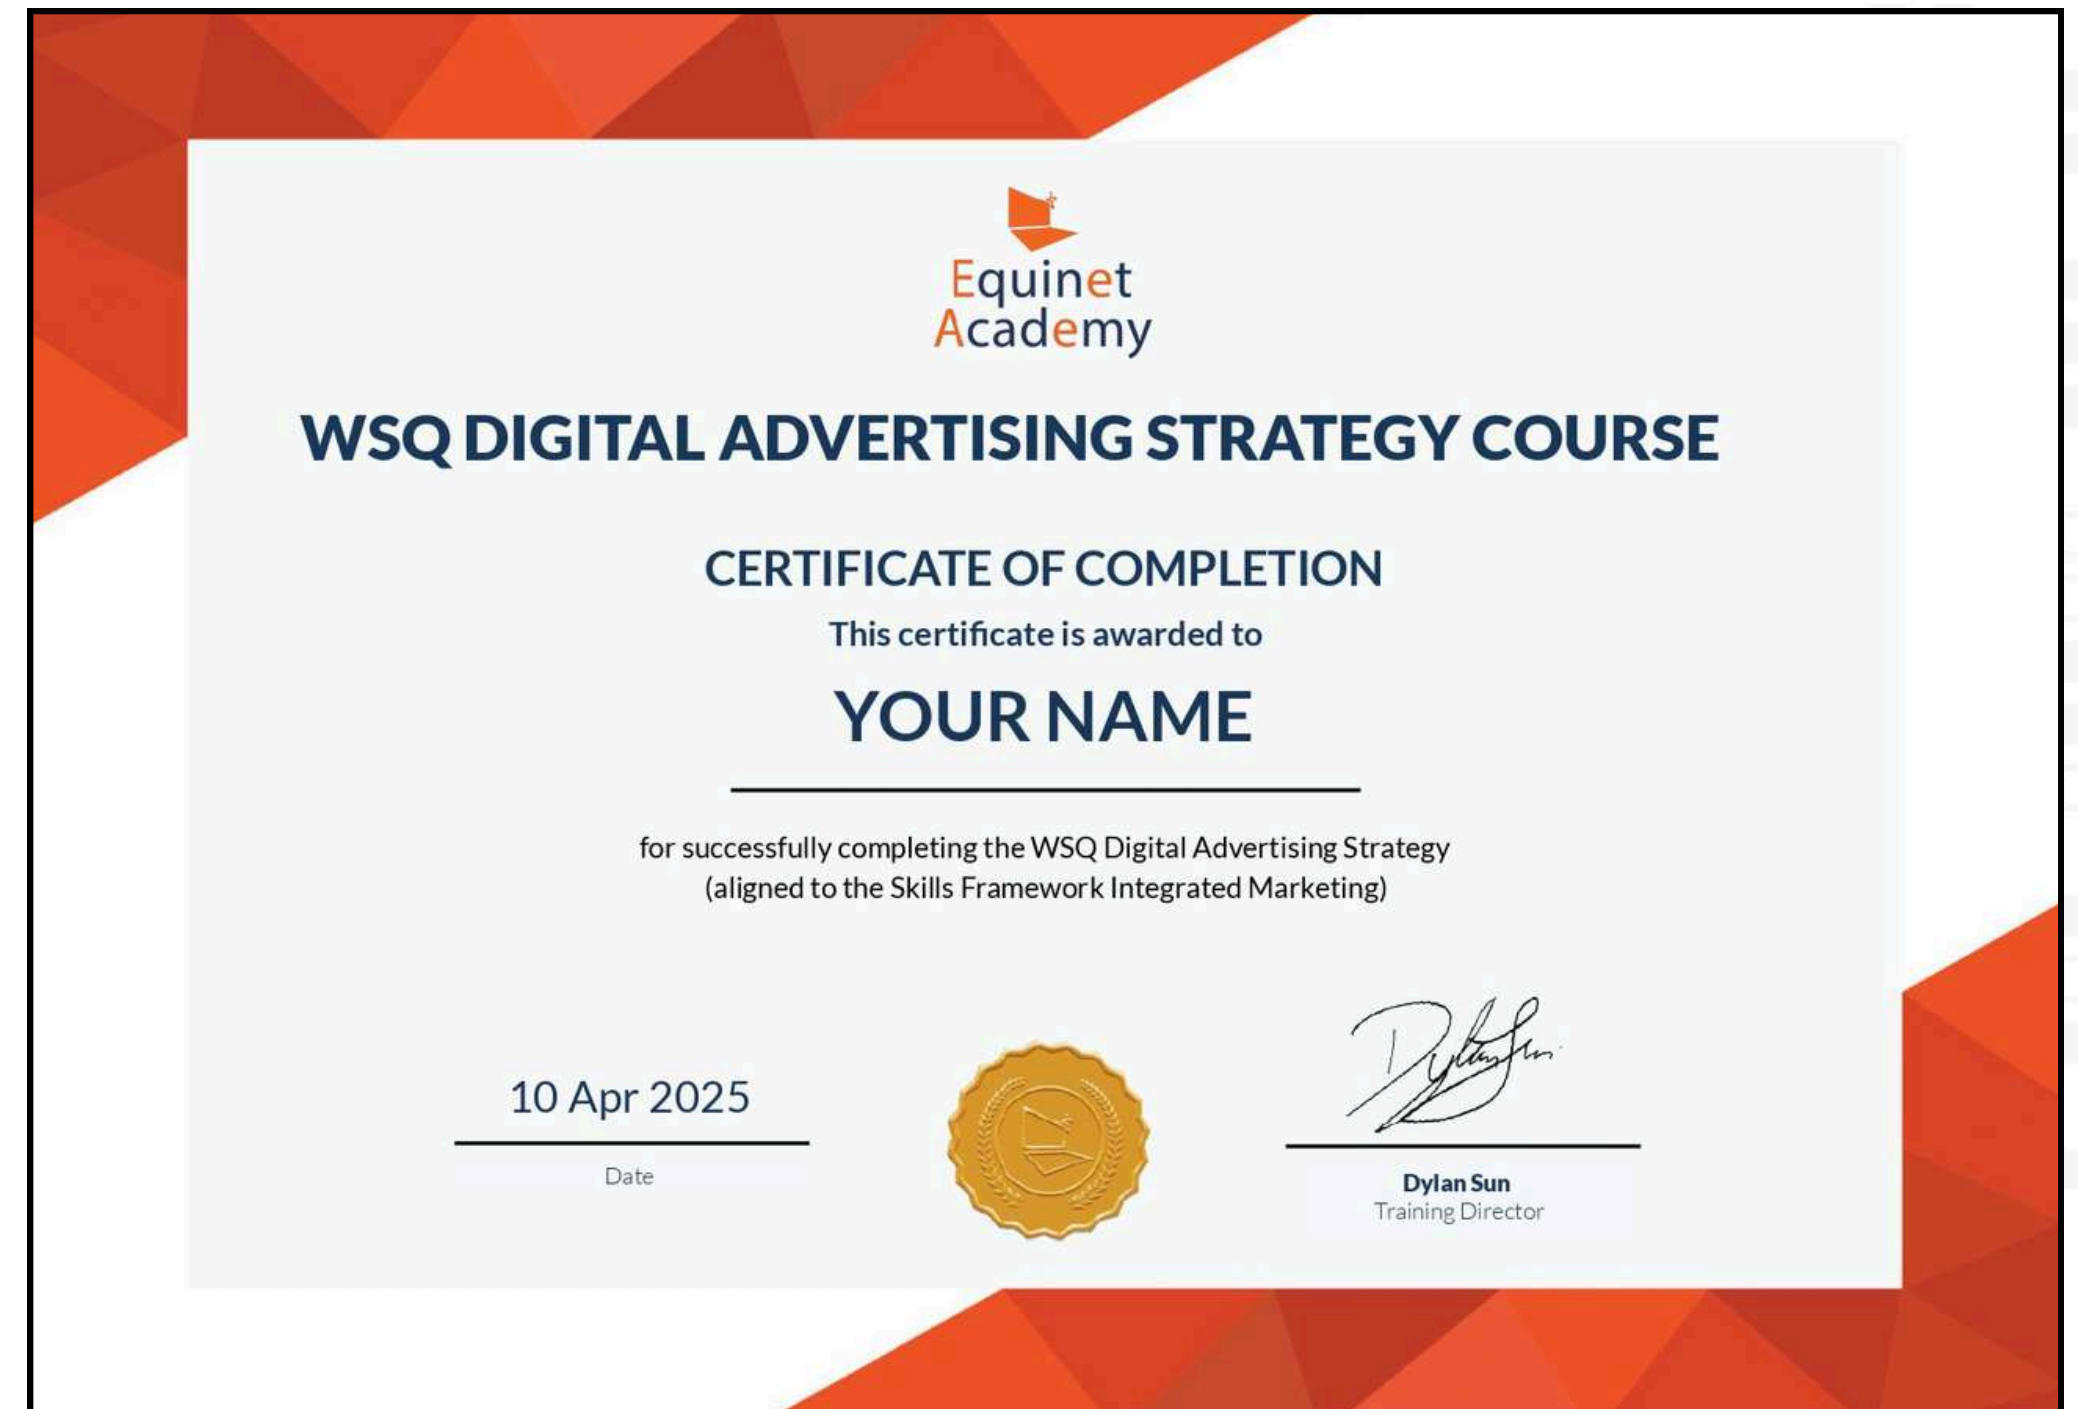 Equinet
Academy
WSQ DIGITAL ADVERTISING STRATEGY COURSE
CERTIFICATE OF COMPLETION
This certificate is awarded to
YOUR NAME
for successfully completing the WSQ Digital Advertising Strategy
(aligned to the Skills Framework Integrated Marketing)
10 Apr 2025
Date
Dylan Sun
Dylan Sun
Training Director